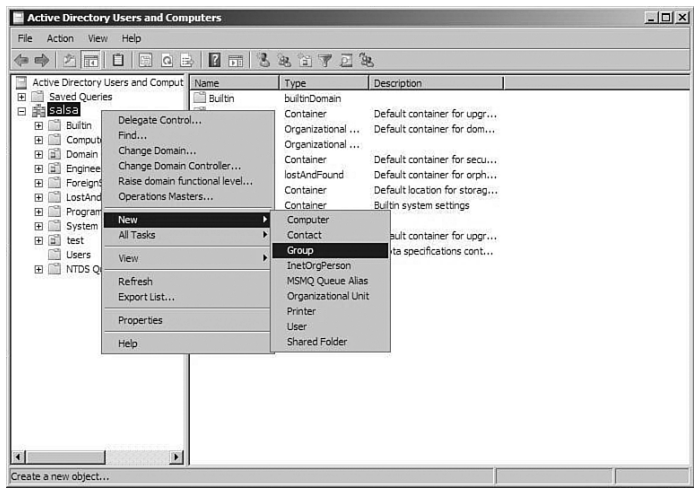 Active Directory Users and Computers
File Action View Help
Active Directory Users and Comput
Saved Queries
salsa
Builtin
Comput
Domain
Enginee
ForeignS
LostAnd
Program
System
test
Users
NTDS Q
Name Type Description
Builtin builtinDomain
Container Default container for upgr...
Organizational ... Default container for dom...
Organizational ...
Container Default container for secu...
lostAndFound Default container for orph...
Container Default location for storag...
Container Builtin system settings
ault container for upgr...
ta specifications cont...
Delegate Control...
Find...
Change Domain...
Change Domain Controller...
Raise domain functional level...
Operations Masters...
New
All Tasks
View
Refresh
Export List...
Properties
Help
Computer
Contact
Group
InetOrgPerson
MSMQ Queue Alias
Organizational Unit
Printer
User
Shared Folder
Create a new object...